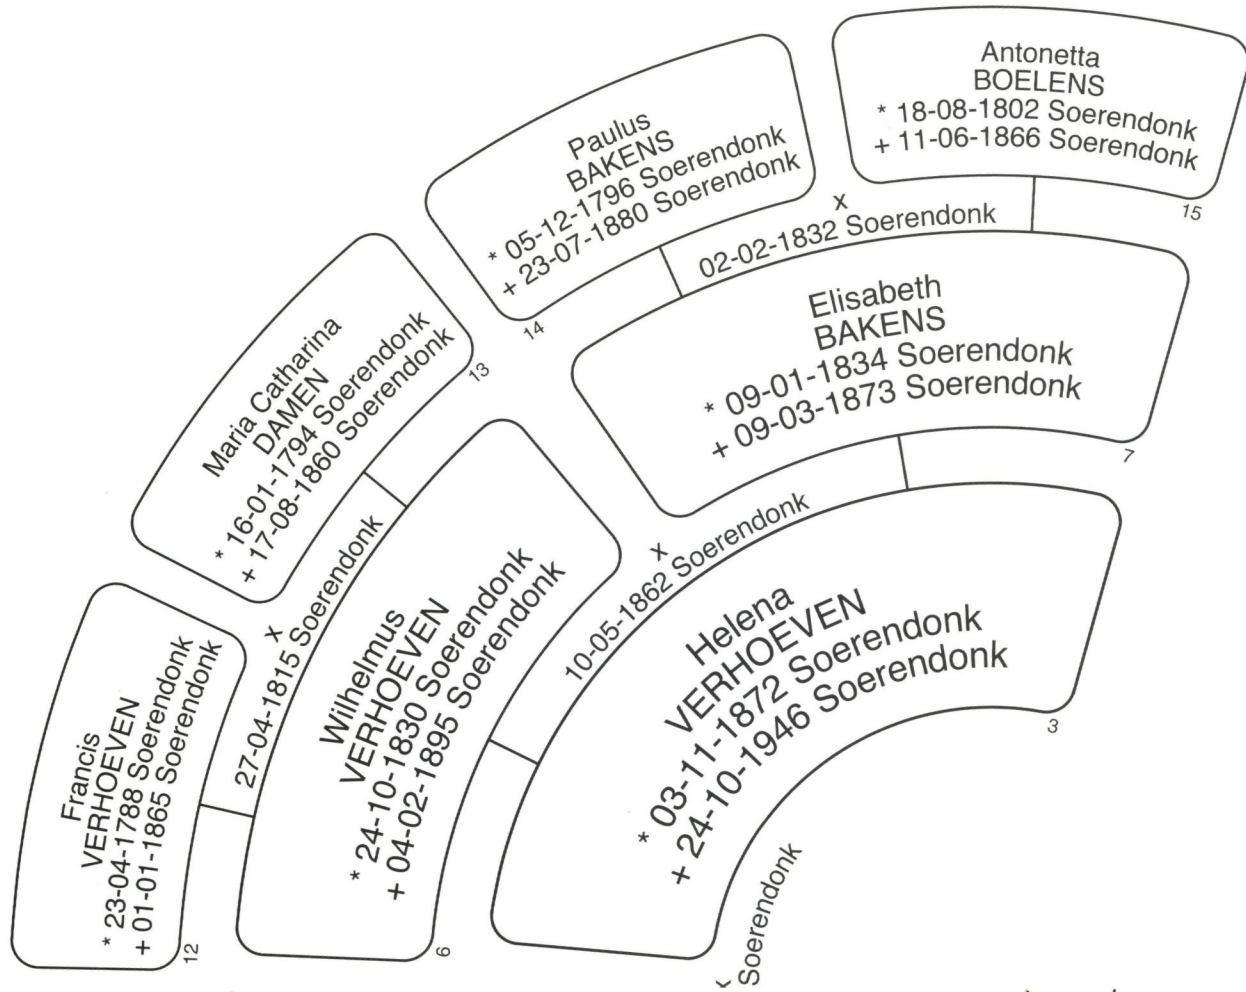 Antonetta
BOELENS
* 18-08-1802 Soerendonk
+ 11-06-1866 Soerendonk
15
Paulus
BAKENS
* 05-12-1796 Soerendonk
+ 23-07-1880 Soerendonk
14
x
02-02-1832 Soerendonk
Elisabeth
BAKENS
* 09-01-1834 Soerendonk
+ 09-03-1873 Soerendonk
7
Maria Catharina
DAMEN
* 16-01-1794 Soerendonk
+ 17-08-1860 Soerendonk
13
Francis
VERHOEVEN
* 23-04-1788 Soerendonk
+ 01-01-1865 Soerendonk
12
x
27-04-1815 Soerendonk
Wilhelmus
VERHOEVEN
* 24-10-1830 Soerendonk
+ 04-02-1895 Soerendonk
6
x
10-05-1862 Soerendonk
Helena
VERHOEVEN
* 03-11-1872 Soerendonk
+ 24-10-1946 Soerendonk
3
Soerendonk